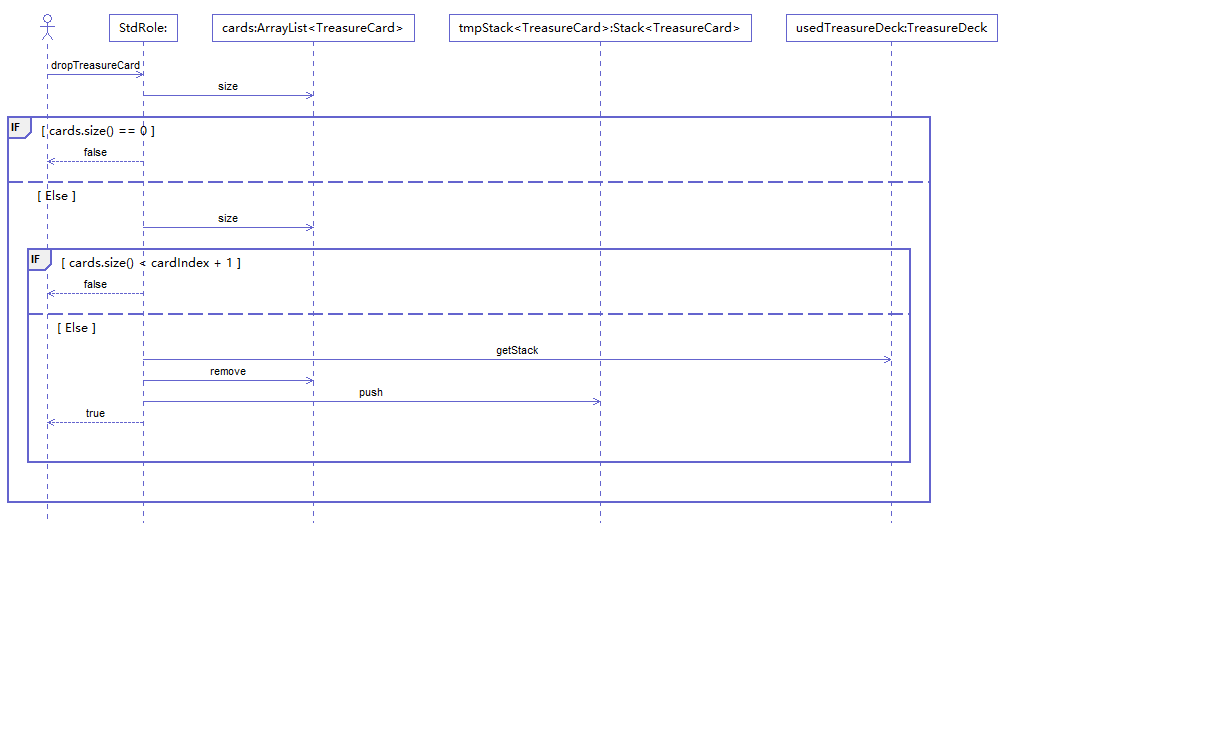 StdRole:
cards:ArrayList<TreasureCard>
tmpStack<TreasureCard>:Stack<TreasureCard>
usedTreasureDeck:TreasureDeck
dropTreasureCard
size
IF
[ cards.size() == 0 ]
false
[ Else ]
size
IF
[ cards.size() < cardIndex + 1 ]
false
[ Else ]
getStack
remove
push
true